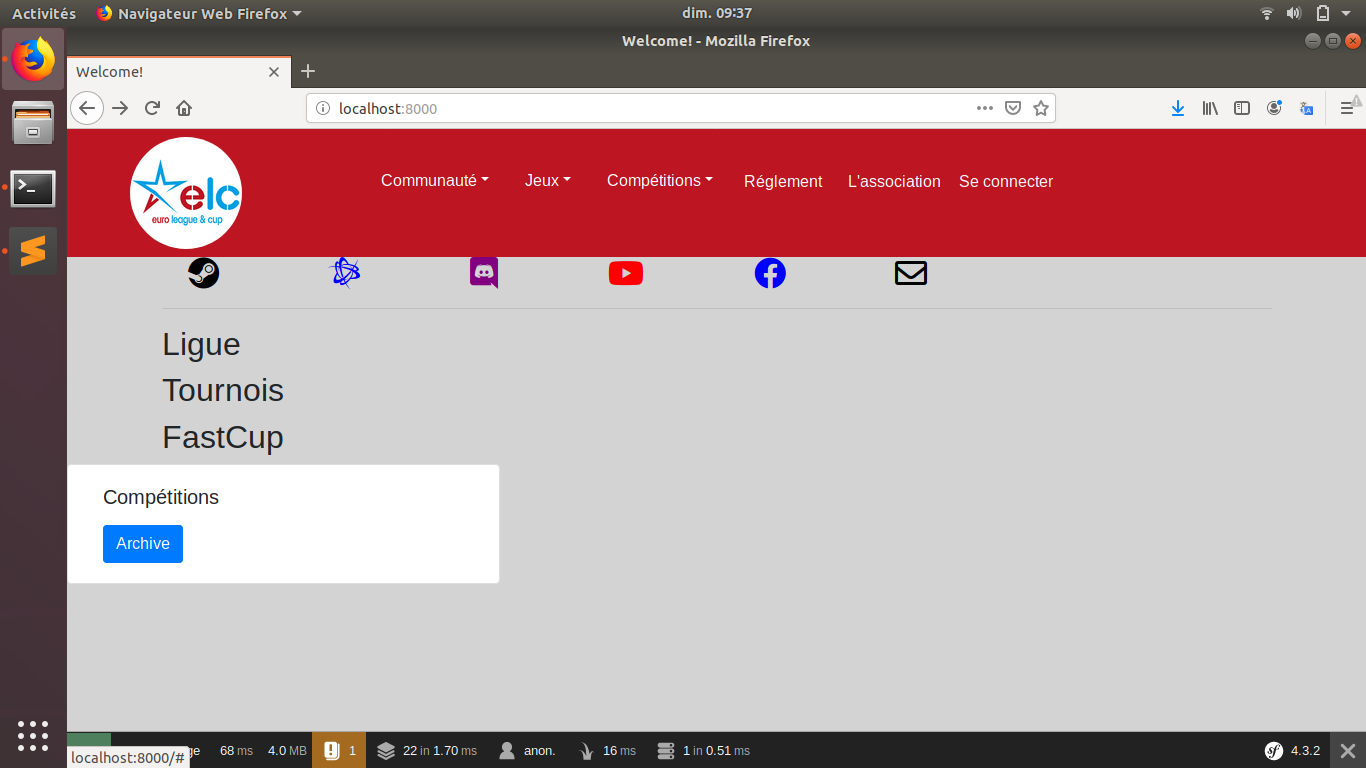 Activités Navigateur Web Firefox dim. 09:37
Welcome! - Mozilla Firefox
Welcome!
localhost:8000
elc
euro league & cup
Communauté Jeux Compétitions Réglement L'association Se connecter
Ligue
Tournois
FastCup
Compétitions
Archive
ge 68 ms 4.0 MB 1 22 in 1.70 ms anon. 16 ms 1 in 0.51 ms sf 4.3.2
localhost:8000/#